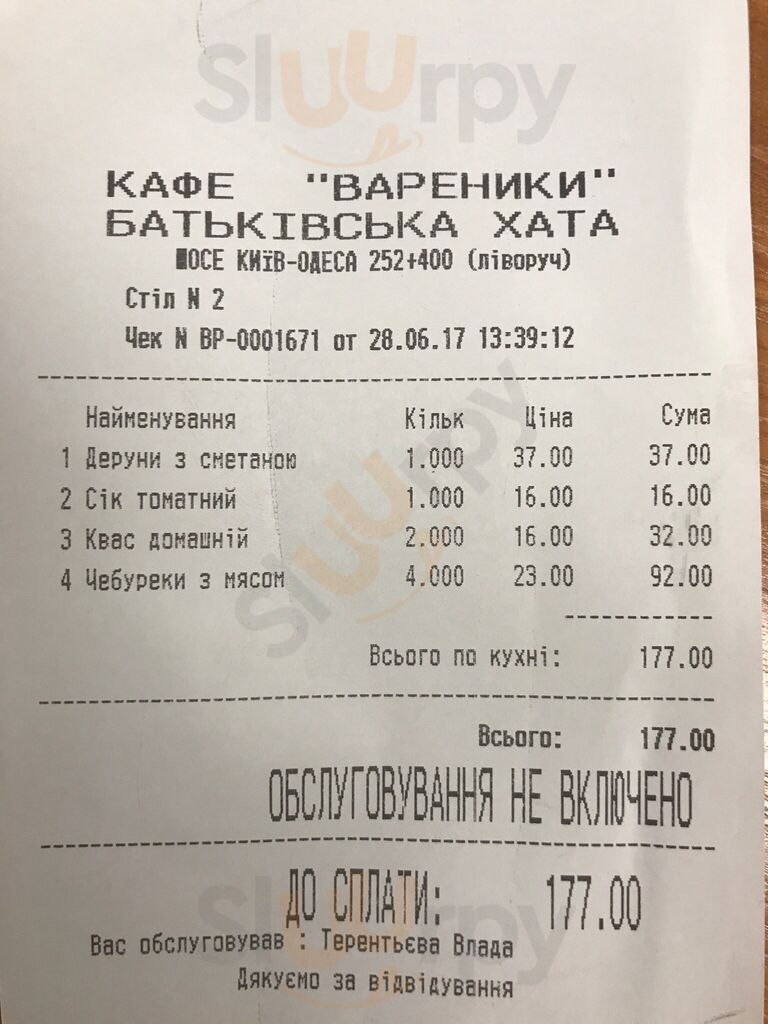 Sluurpy
КАФЕ "ВАРЕНИКИ"
БАТЬКІВСЬКА ХАТА
ШОСЕ КИЇВ-ОДЕСА 252+400 (ліворуч)
Стіл N 2
Чек N ВР-0001671 от 28.06.17 13:39:12
Найменування Кільк Ціна Сума
1 Деруни з сметаною 1.000 37.00 37.00
2 Сік томатний 1.000 16.00 16.00
3 Квас домашній 2.000 16.00 32.00
4 Чебуреки з мясом 4.000 23.00 92.00
Sluurpy
Всього по кухні: 177.00
Всього: 177.00
ОБСЛУГОВУВАННЯ НЕ ВКЛЮЧЕНО
ДО СПЛАТИ: 177.00
Sluurpy
Вас обслуговував : Терентьєва Влада
Дякуємо за відвідування